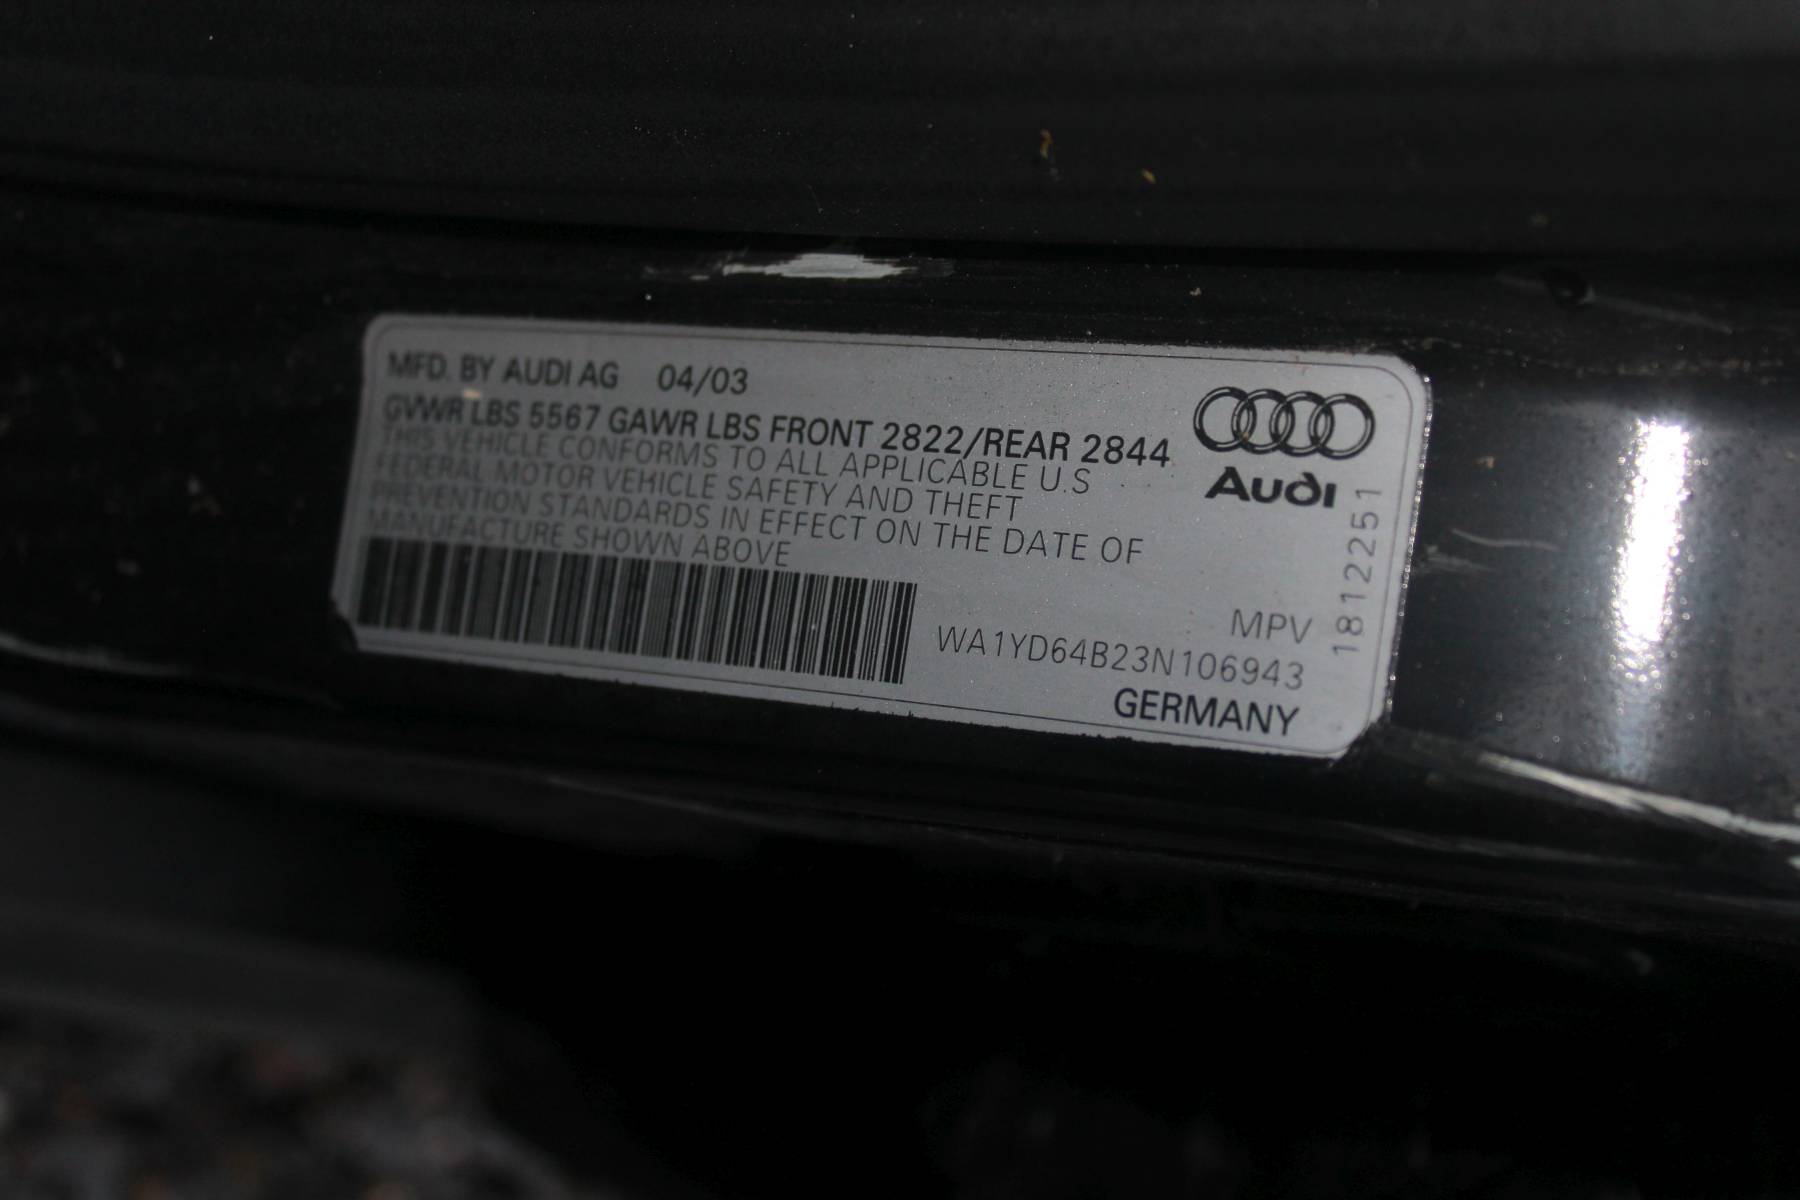 MFD. BY AUDI AG 04/03
GVWR LBS 5567 GAWR LBS FRONT 2822/REAR 2844
THIS VEHICLE CONFORMS TO ALL APPLICABLE U.S
FEDERAL MOTOR VEHICLE SAFETY AND THEFT
PREVENTION STANDARDS IN EFFECT ON THE DATE OF
MANUFACTURE SHOWN ABOVE
Audi
1812251
MPV
WA1YD64B23N106943
GERMANY